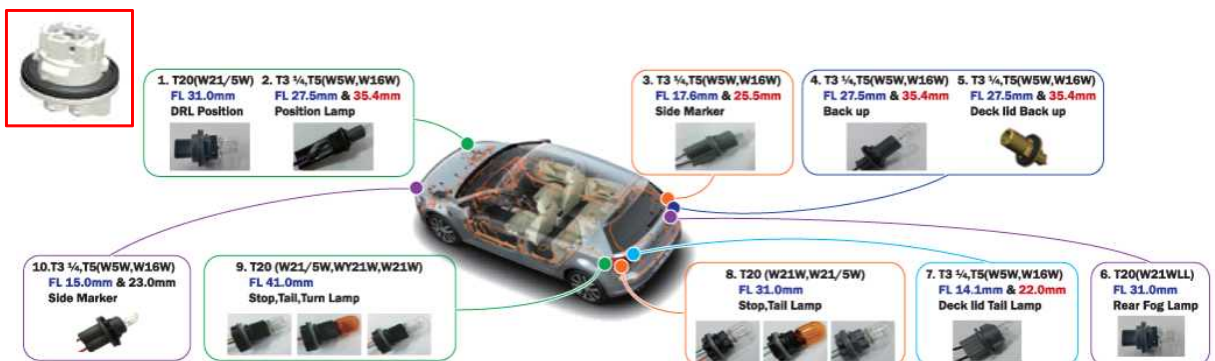 1. T20(W21/5W)
FL 31.0mm
DRL Position
2. T3 ¼,T5(W5W,W16W)
FL 27.5mm & 35.4mm
Position Lamp
3. T3 ¼,T5(W5W,W16W)
FL 17.6mm & 25.5mm
Side Marker
4. T3 ¼,T5(W5W,W16W)
FL 27.5mm & 35.4mm
Back up
5. T3 ¼,T5(W5W,W16W)
FL 27.5mm & 35.4mm
Deck lid Back up
10.T3 ¼,T5(W5W,W16W)
FL 15.0mm & 23.0mm
Side Marker
9. T20 (W21/5W,WY21W,W21W)
FL 41.0mm
Stop,Tail,Turn Lamp
8. T20 (W21W,W21/5W)
FL 31.0mm
Stop,Tail Lamp
7. T3 ¼,T5(W5W,W16W)
FL 14.1mm & 22.0mm
Deck lid Tail Lamp
6. T20(W21WLL)
FL 31.0mm
Rear Fog Lamp